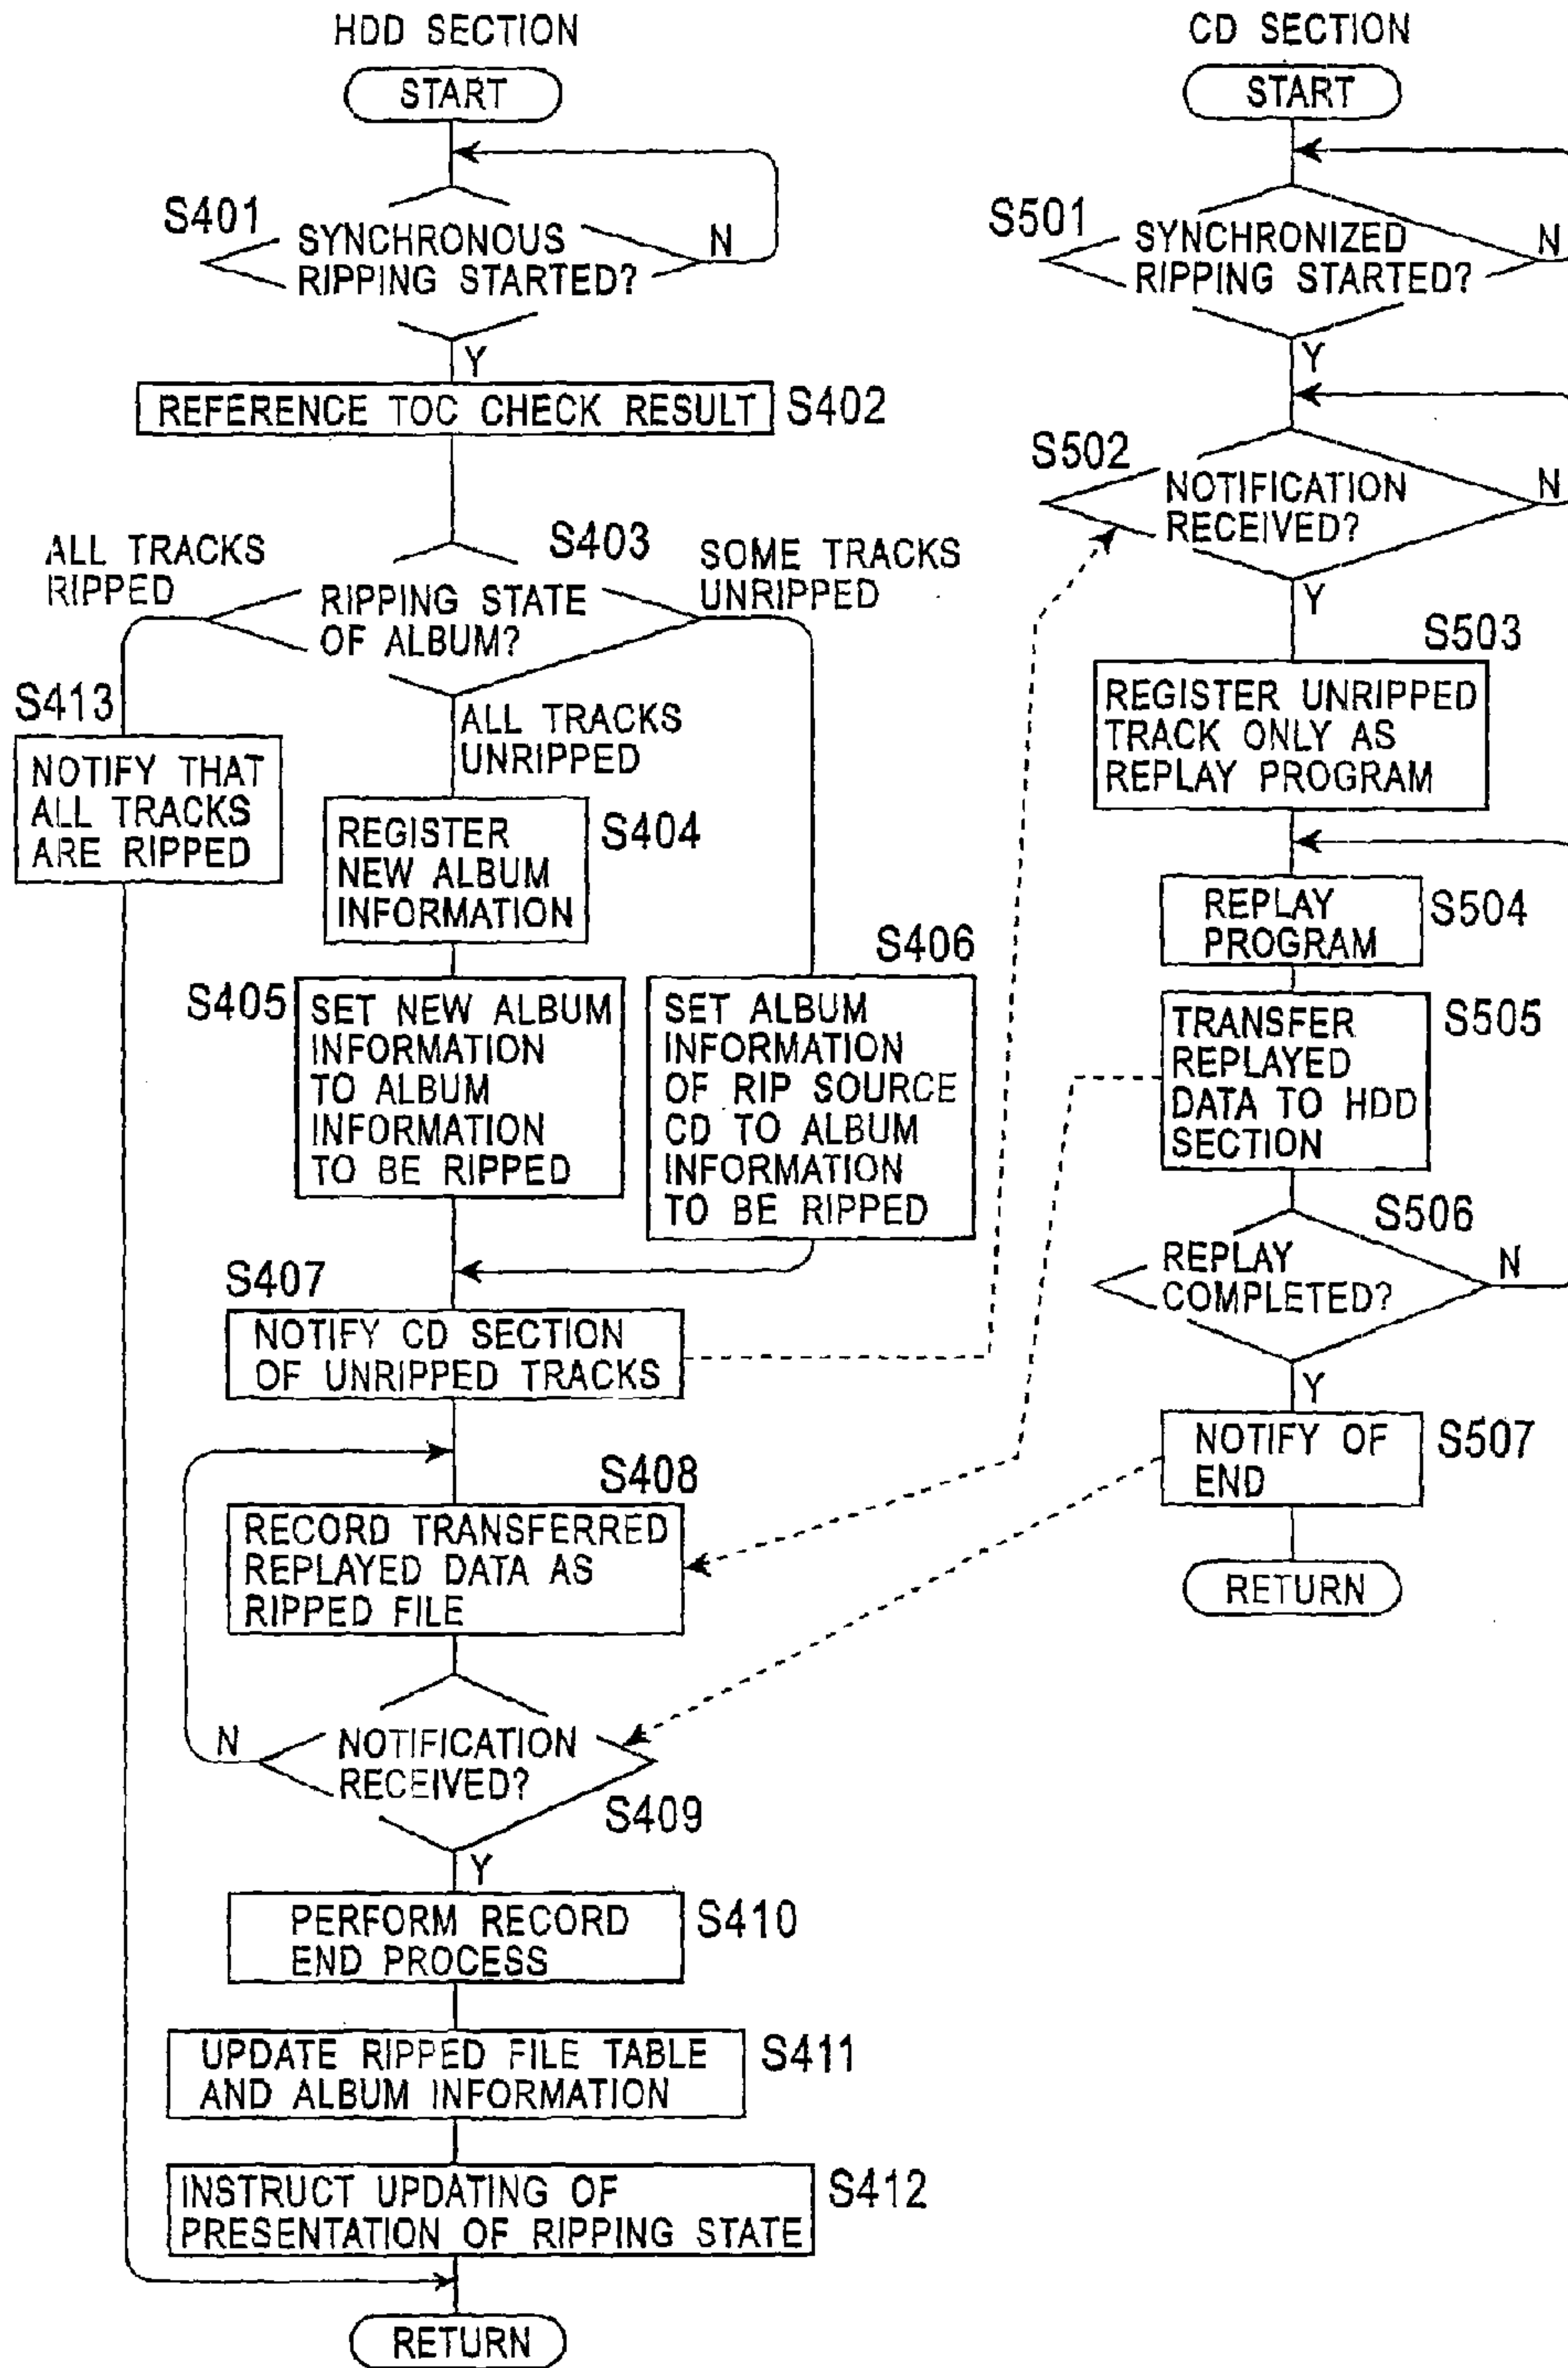 HDD SECTION
START
S401
SYNCHRONOUS
RIPPING STARTED?
N
Y
REFERENCE TOC CHECK RESULT
S402
S403
ALL TRACKS
RIPPED
SOME TRACKS
UNRIPPED
RIPPING STATE
OF ALBUM?
S413
NOTIFY THAT
ALL TRACKS
ARE RIPPED
ALL TRACKS
UNRIPPED
REGISTER
NEW ALBUM
INFORMATION
S404
S405
SET NEW ALBUM
INFORMATION
TO ALBUM
INFORMATION
TO BE RIPPED
S406
SET ALBUM
INFORMATION
OF RIP SOURCE
CD TO ALBUM
INFORMATION
TO BE RIPPED
S407
NOTIFY CD SECTION
OF UNRIPPED TRACKS
S408
RECORD TRANSFERRED
REPLAYED DATA AS
RIPPED FILE
N
NOTIFICATION
RECEIVED?
S409
Y
PERFORM RECORD
END PROCESS
S410
UPDATE RIPPED FILE TABLE
AND ALBUM INFORMATION
S411
INSTRUCT UPDATING OF
PRESENTATION OF RIPPING STATE
S412
RETURN
CD SECTION
START
S501
SYNCHRONIZED
RIPPING STARTED?
N
Y
S502
NOTIFICATION
RECEIVED?
N
Y
S503
REGISTER UNRIPPED
TRACK ONLY AS
REPLAY PROGRAM
REPLAY
PROGRAM
S504
TRANSFER
REPLAYED
DATA TO HDD
SECTION
S505
S506
REPLAY
COMPLETED?
N
Y
NOTIFY OF
END
S507
RETURN